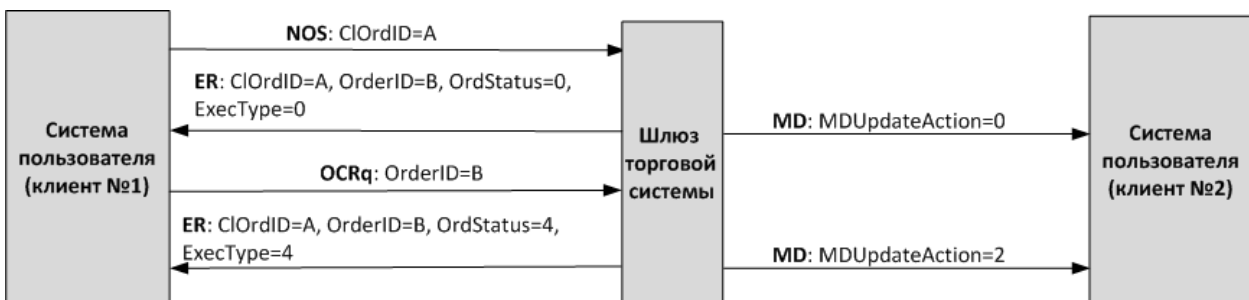 NOS: ClOrdID=A
ER: ClOrdID=A, OrderID=B, OrdStatus=0,
ExecType=0
MD: MDUpdateAction=0
Система
пользователя
(клиент №1)
Шлюз
торговой
системы
Система
пользователя
(клиент №2)
OCRq: OrderID=B
ER: ClOrdID=A, OrderID=B, OrdStatus=4,
ExecType=4
MD: MDUpdateAction=2